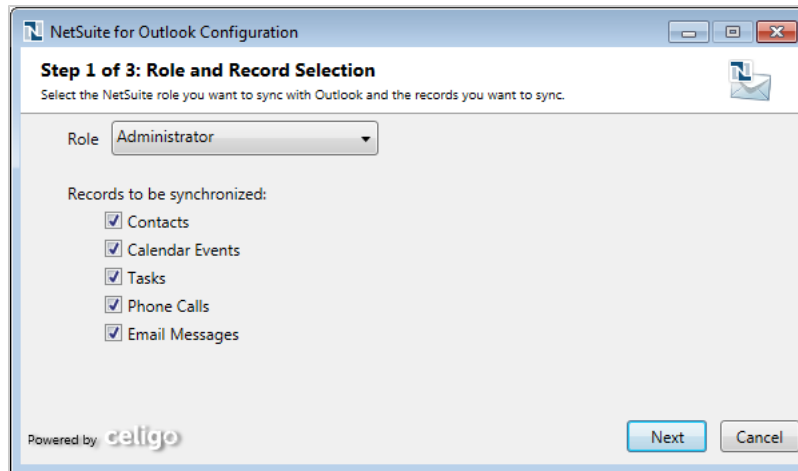 NetSuite for Outlook Configuration
Step 1 of 3: Role and Record Selection
Select the NetSuite role you want to sync with Outlook and the records you want to sync.
Role Administrator
Records to be synchronized:
Contacts
Calendar Events
Tasks
Phone Calls
Email Messages
Powered by celigo
Next Cancel